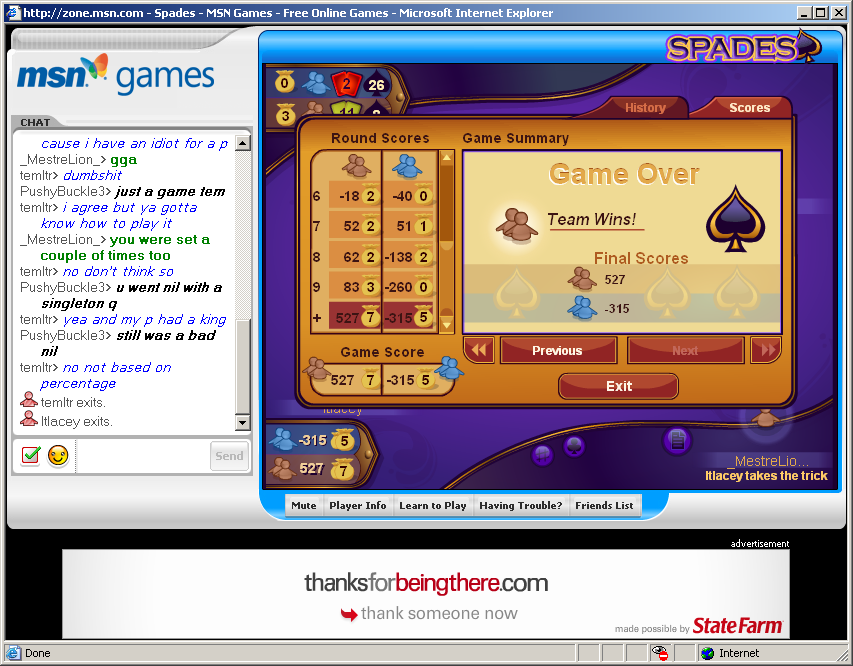 http://zone.msn.com - Spades - MSN Games - Free Online Games - Microsoft Internet Explorer
msn games
CHAT
cause i have an idiot for a p
_MestreLion_> gga
temltr> dumbshit
PushyBuckle3> just a game tem
temltr> i agree but ya gotta
know how to play it
_MestreLion_> you were set a
couple of times too
temltr> no don't think so
PushyBuckle3> u went nil with a
singleton q
temltr> yea and my p had a king
PushyBuckle3> still was a bad
nil
temltr> no not based on
percentage
temltr exits.
ltlacey exits.
Send
SPADES
0 2 26
3 11
History Scores
Round Scores
6 -18 2 -40 0
7 52 2 51 1
8 62 2 -138 2
9 83 3 -260 0
+ 527 7 -315 5
Game Score
527 7 -315 5
Game Summary
Game Over
Team Wins!
Final Scores
527
-315
Previous Next
Exit
ltlacey
-315 5
527 7
_MestreLio...
ltlacey takes the trick
Mute Player Info Learn to Play Having Trouble? Friends List
advertisement
thanksforbeingthere.com
thank someone now
made possible by State Farm
Done Internet